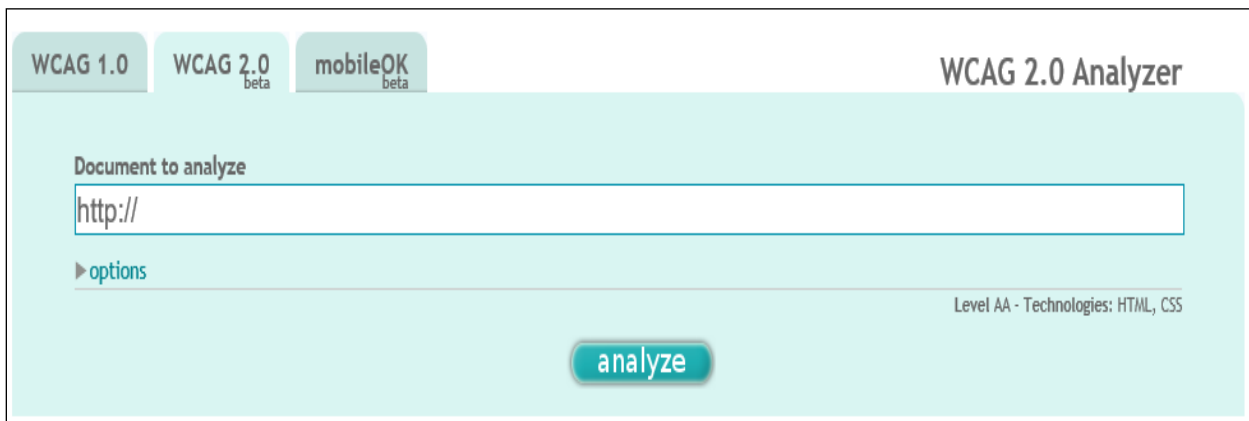 WCAG 1.0
WCAG 2.0
beta
mobileOK
beta
WCAG 2.0 Analyzer
Document to analyze
http://
options
Level AA - Technologies: HTML, CSS
analyze